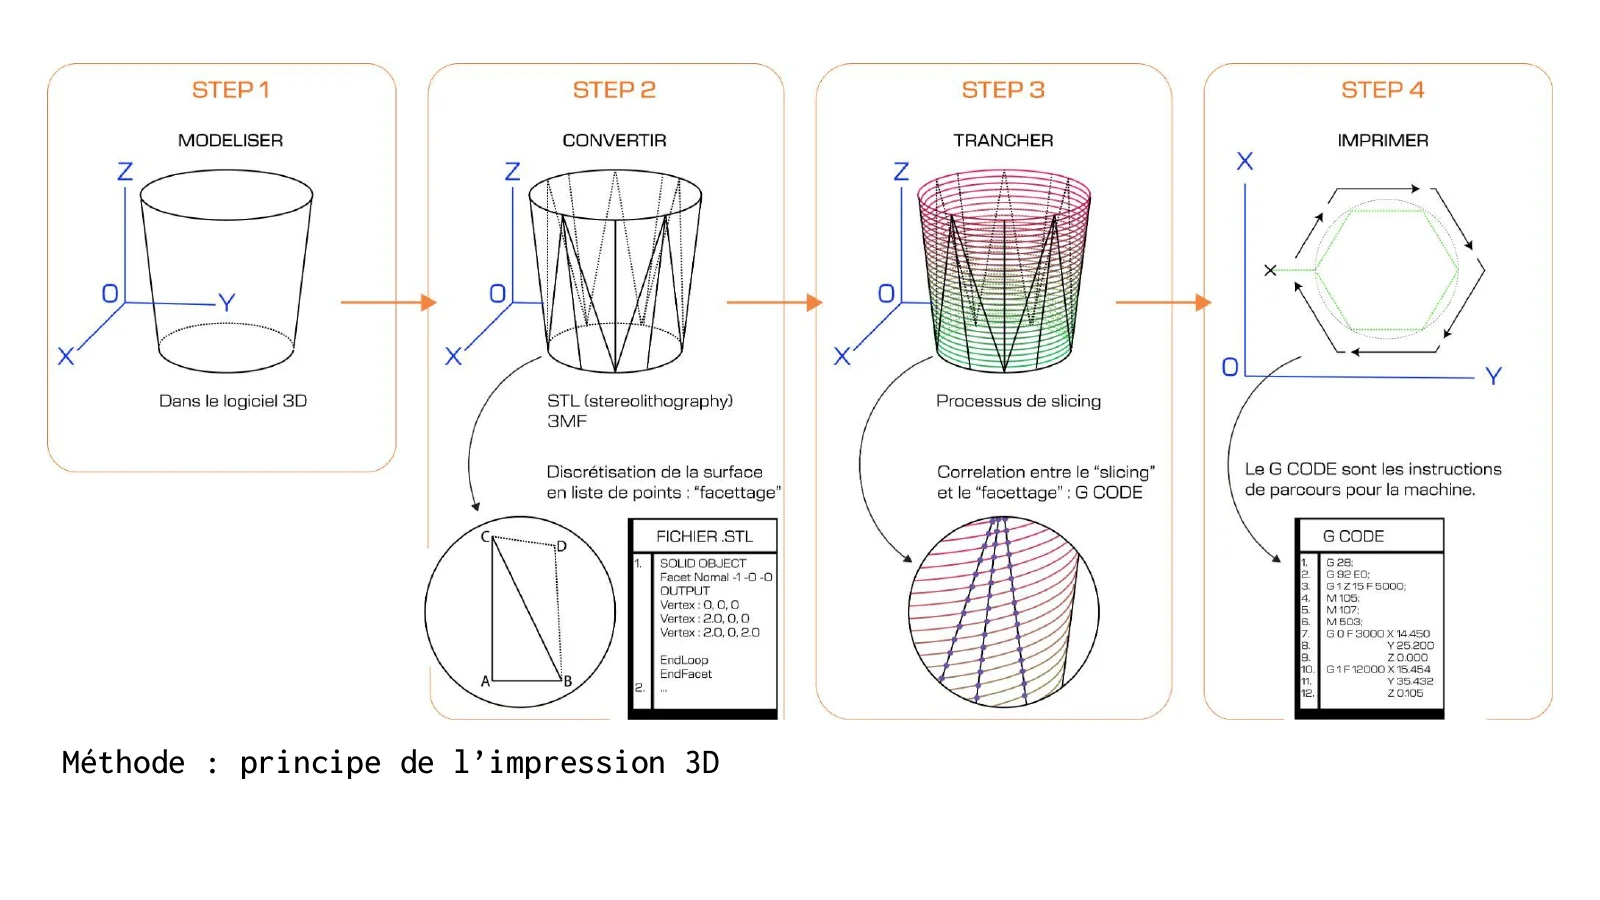 STEP 1
MODELISER
Z
O
Y
X
Dans le logiciel 3D
STEP 2
CONVERTIR
Z
O
X
STL (stereolithography)
3MF
Discrétisation de la surface
en liste de points : “facettage”
C
D
A
B
FICHIER .STL
1. SOLID OBJECT
Facet Nomal -1 -0 -0
OUTPUT
Vertex : 0, 0, 0
Vertex : 2.0, 0, 0
Vertex : 2.0, 0, 2.0
EndLoop
EndFacet
2. ...
STEP 3
TRANCHER
Z
O
X
Processus de slicing
Correlation entre le “slicing”
et le “facettage” : G CODE
STEP 4
IMPRIMER
X
O
Y
Le G CODE sont les instructions
de parcours pour la machine.
G CODE
1. G 28;
2. G 92 E0;
3. G 1 Z 15 F 5000;
4. M 105;
5. M 107;
6. M 503;
7. G 0 F 3000 X 14.450
8. Y 25.200
9. Z 0.000
10. G 1 F 12000 X 15.454
11. Y 35.432
12. Z 0.105
Méthode : principe de l’impression 3D